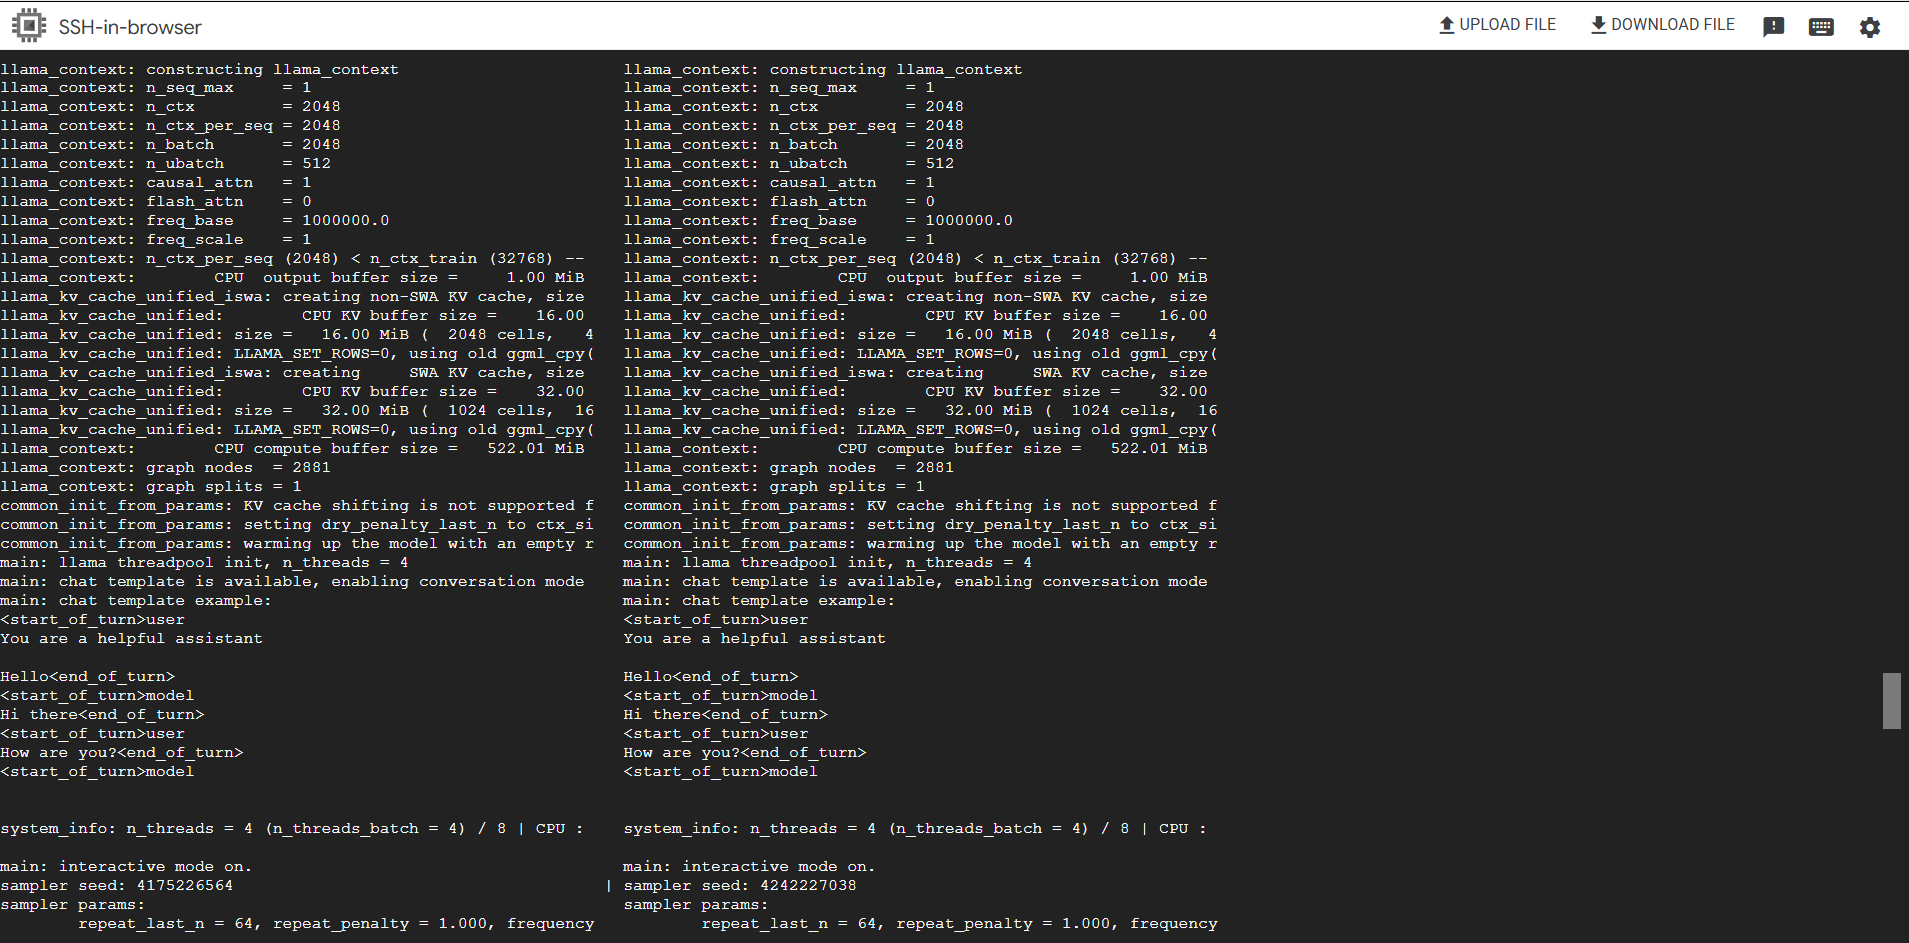 SSH-in-browser
UPLOAD FILE
DOWNLOAD FILE
llama_context: constructing llama_context                       llama_context: constructing llama_context
llama_context: n_seq_max     = 1                                llama_context: n_seq_max     = 1
llama_context: n_ctx         = 2048                             llama_context: n_ctx         = 2048
llama_context: n_ctx_per_seq = 2048                             llama_context: n_ctx_per_seq = 2048
llama_context: n_batch       = 2048                             llama_context: n_batch       = 2048
llama_context: n_ubatch      = 512                              llama_context: n_ubatch      = 512
llama_context: causal_attn   = 1                                llama_context: causal_attn   = 1
llama_context: flash_attn    = 0                                llama_context: flash_attn    = 0
llama_context: freq_base     = 1000000.0                        llama_context: freq_base     = 1000000.0
llama_context: freq_scale    = 1                                llama_context: freq_scale    = 1
llama_context: n_ctx_per_seq (2048) < n_ctx_train (32768) --    llama_context: n_ctx_per_seq (2048) < n_ctx_train (32768) --
llama_context:        CPU  output buffer size =     1.00 MiB    llama_context:        CPU  output buffer size =     1.00 MiB
llama_kv_cache_unified_iswa: creating non-SWA KV cache, size    llama_kv_cache_unified_iswa: creating non-SWA KV cache, size
llama_kv_cache_unified:        CPU KV buffer size =    16.00    llama_kv_cache_unified:        CPU KV buffer size =    16.00
llama_kv_cache_unified: size =   16.00 MiB (  2048 cells,   4   llama_kv_cache_unified: size =   16.00 MiB (  2048 cells,   4
llama_kv_cache_unified: LLAMA_SET_ROWS=0, using old ggml_cpy(   llama_kv_cache_unified: LLAMA_SET_ROWS=0, using old ggml_cpy(
llama_kv_cache_unified_iswa: creating     SWA KV cache, size    llama_kv_cache_unified_iswa: creating     SWA KV cache, size
llama_kv_cache_unified:        CPU KV buffer size =    32.00    llama_kv_cache_unified:        CPU KV buffer size =    32.00
llama_kv_cache_unified: size =   32.00 MiB (  1024 cells,  16   llama_kv_cache_unified: size =   32.00 MiB (  1024 cells,  16
llama_kv_cache_unified: LLAMA_SET_ROWS=0, using old ggml_cpy(   llama_kv_cache_unified: LLAMA_SET_ROWS=0, using old ggml_cpy(
llama_context:        CPU compute buffer size =   522.01 MiB    llama_context:        CPU compute buffer size =   522.01 MiB
llama_context: graph nodes  = 2881                              llama_context: graph nodes  = 2881
llama_context: graph splits = 1                                 llama_context: graph splits = 1
common_init_from_params: KV cache shifting is not supported f   common_init_from_params: KV cache shifting is not supported f
common_init_from_params: setting dry_penalty_last_n to ctx_si   common_init_from_params: setting dry_penalty_last_n to ctx_si
common_init_from_params: warming up the model with an empty r   common_init_from_params: warming up the model with an empty r
main: llama threadpool init, n_threads = 4                      main: llama threadpool init, n_threads = 4
main: chat template is available, enabling conversation mode    main: chat template is available, enabling conversation mode
main: chat template example:                                    main: chat template example:
<start_of_turn>user                                             <start_of_turn>user
You are a helpful assistant                                     You are a helpful assistant

Hello<end_of_turn>                                              Hello<end_of_turn>
<start_of_turn>model                                            <start_of_turn>model
Hi there<end_of_turn>                                           Hi there<end_of_turn>
<start_of_turn>user                                             <start_of_turn>user
How are you?<end_of_turn>                                       How are you?<end_of_turn>
<start_of_turn>model                                            <start_of_turn>model

system_info: n_threads = 4 (n_threads_batch = 4) / 8 | CPU :    system_info: n_threads = 4 (n_threads_batch = 4) / 8 | CPU :

main: interactive mode on.                                      main: interactive mode on.
sampler seed: 4175226564                                      | sampler seed: 4242227038
sampler params:                                                 sampler params:
        repeat_last_n = 64, repeat_penalty = 1.000, frequency           repeat_last_n = 64, repeat_penalty = 1.000, frequency